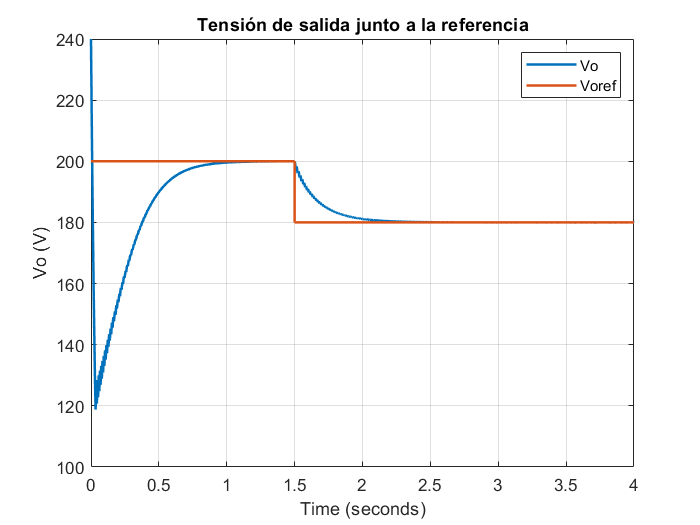 Tensión de salida junto a la referencia
Vo
Voref
Vo (V)
240
220
200
180
160
140
120
100
0 0.5 1 1.5 2 2.5 3 3.5 4
Time (seconds)